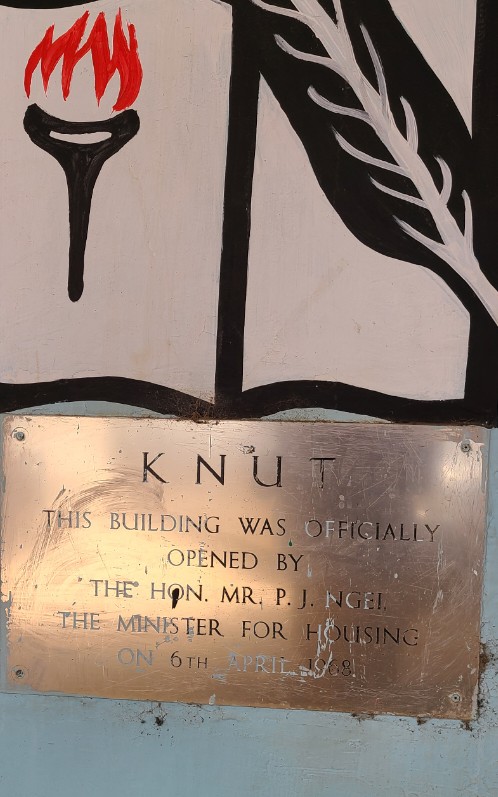 KNUT
THIS BUILDING WAS OFFICIALLY
OPENED BY
THE HON. MR. P. J. NGEI,
THE MINISTER FOR HOUSING
ON 6TH APRIL 1968.